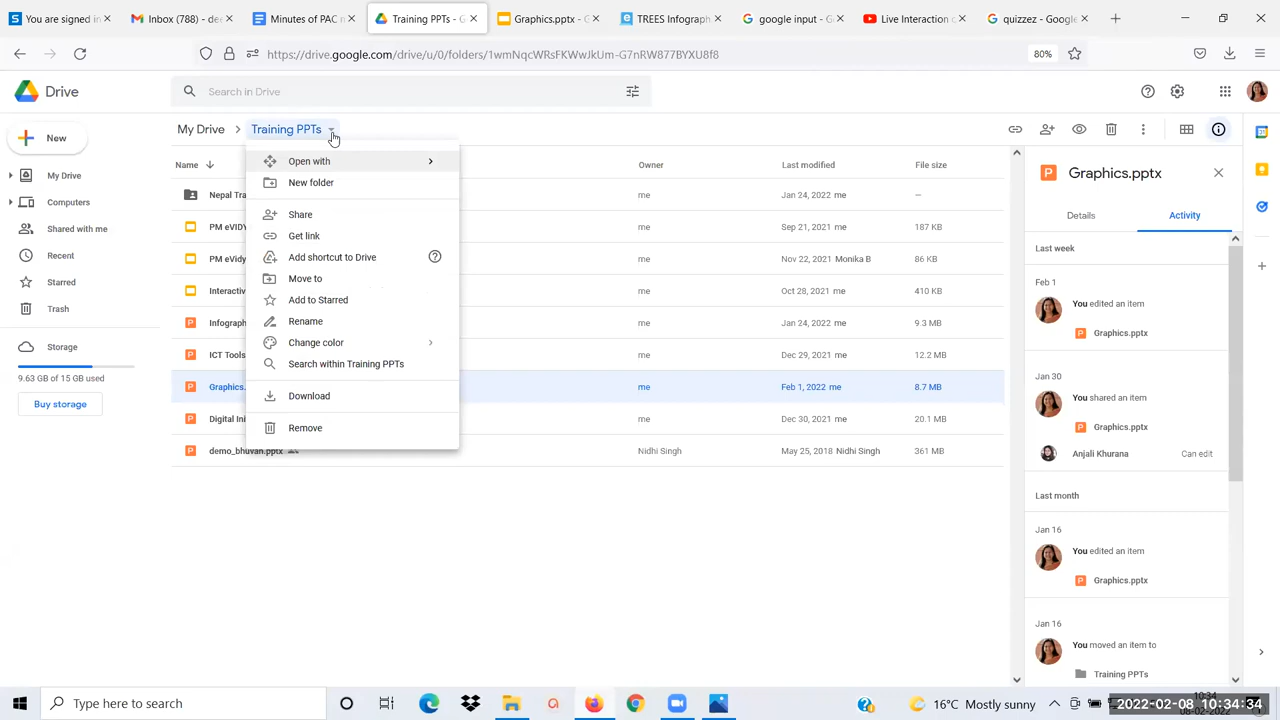 You are signed in as
Inbox (788) - dee
Minutes of PAC m
Training PPTs - G
Graphics.pptx - G
TREES Infograp
google input - G
Live Interaction
quizzez - Google
https://drive.google.com/drive/u/0/folders/1wmNqcWRsFKWwJkUm-G7nRW877BYXU8f8
80%
Drive
Search in Drive
New
My Drive
Training PPTs
My Drive
Computers
Shared with me
Recent
Starred
Trash
Storage
9.63 GB of 15 GB used
Buy storage
Name
Owner
Last modified
File size
Nepal Tra
me
Jan 24, 2022 me
—
PM eVIDY
me
Sep 21, 2021 me
187 KB
PM eVidy
me
Nov 22, 2021 Monika B
86 KB
Interactiv
me
Oct 28, 2021 me
410 KB
Infograph
me
Jan 24, 2022 me
9.3 MB
ICT Tools
me
Dec 29, 2021 me
12.2 MB
Graphics.
me
Feb 1, 2022 me
8.7 MB
Digital Ini
me
Dec 30, 2021 me
20.1 MB
demo_bhuvan.pptx
Nidhi Singh
May 25, 2018 Nidhi Singh
361 MB
Open with
New folder
Share
Get link
Add shortcut to Drive
Move to
Add to Starred
Rename
Change color
Search within Training PPTs
Download
Remove
Graphics.pptx
Details
Activity
Last week
Feb 1
You edited an item
Graphics.pptx
Jan 30
You shared an item
Graphics.pptx
Anjali Khurana
Can edit
Last month
Jan 16
You edited an item
Graphics.pptx
Jan 16
You moved an item to
Training PPTs
Type here to search
16°C Mostly sunny
10:34
08-02-2022
2022-02-08 10:34:34